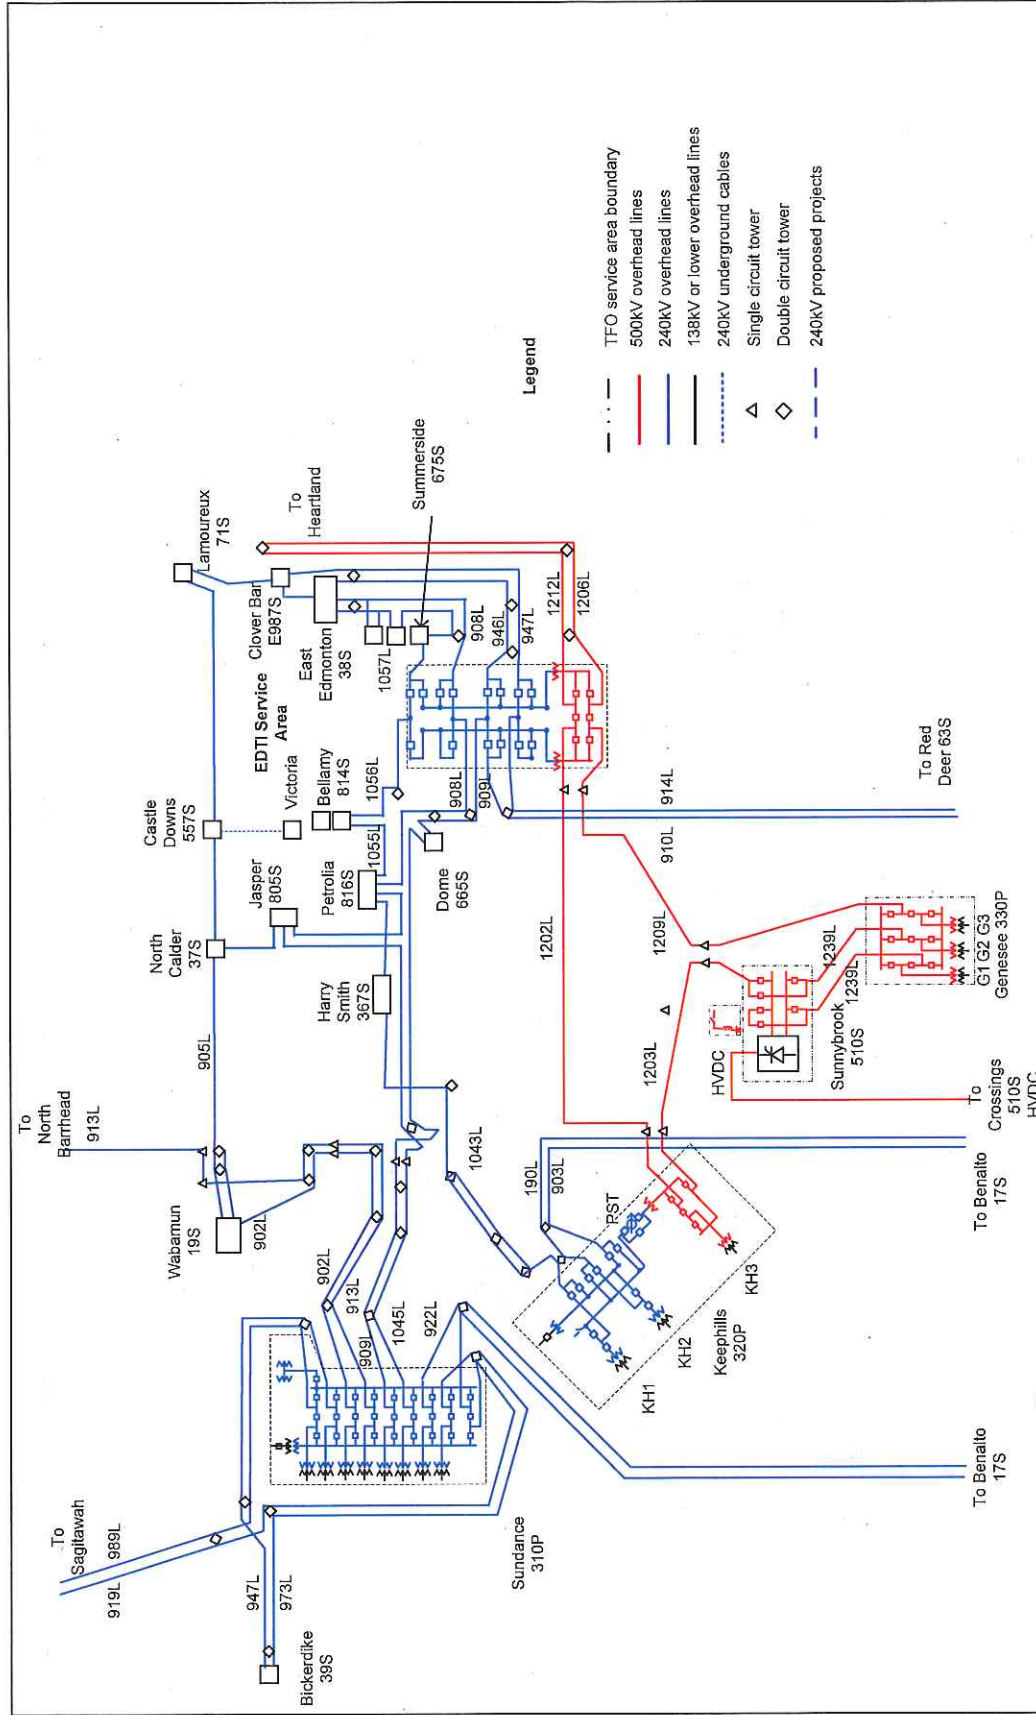 To
Sagitawah
919L
989L
947L
973L
Bickerdike
39S
Sundance
310P
To
North
Barrhead
913L
Wabamun
19S
902L
902L
913L
909L
1045L
922L
905L
North
Calder
37S
Castle
Downs
557S
Lamoureux
71S
Jasper
805S
Victoria
EDTI Service
Area
Clover Bar
E987S
East
Edmonton
38S
To
Heartland
Harry
Smith
367S
Petrolia
816S
Bellamy
814S
1055L
1056L
1057L
Summerside
675S
Dome
665S
908L
909L
908L
946L
947L
1212L
1206L
1043L
190L
903L
PST
KH1
KH2
KH3
Keephills
320P
1202L
1203L
1209L
910L
914L
HVDC
Sunnybrook
510S
1239L
1239L
G1 G2 G3
Genesee 330P
To Benalto
17S
To Benalto
17S
To
Crossings
510S
HVDC
To Red
Deer 63S
Legend
TFO service area boundary
500kV overhead lines
240kV overhead lines
138kV or lower overhead lines
240kV underground cables
Single circuit tower
Double circuit tower
240kV proposed projects